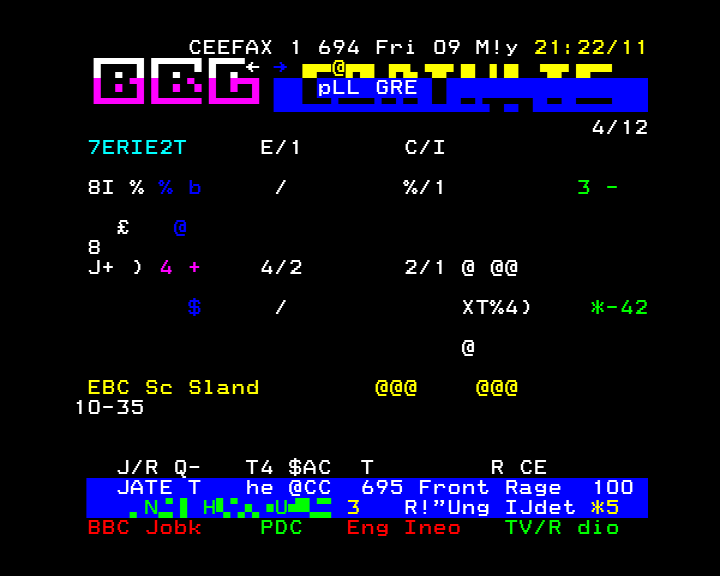 CEEFAX 1 694 Fri 09 M!y 21:22/11
BBC ← → @
pLL GRE
4/12
7ERIE2T E/1 C/I
8I % % b / %/1 3 -
£ @
8
J+ ) 4 + 4/2 2/1 @ @@
$ / XT%4) *-42
@
EBC Sc Sland @@@ @@@
10-35
J/R Q- T4 $AC T R CE
JATE T he @CC 695 Front Rage 100
N H U 3 R!”Ung IJdet *5
BBC Jobk PDC Eng Ineo TV/R dio